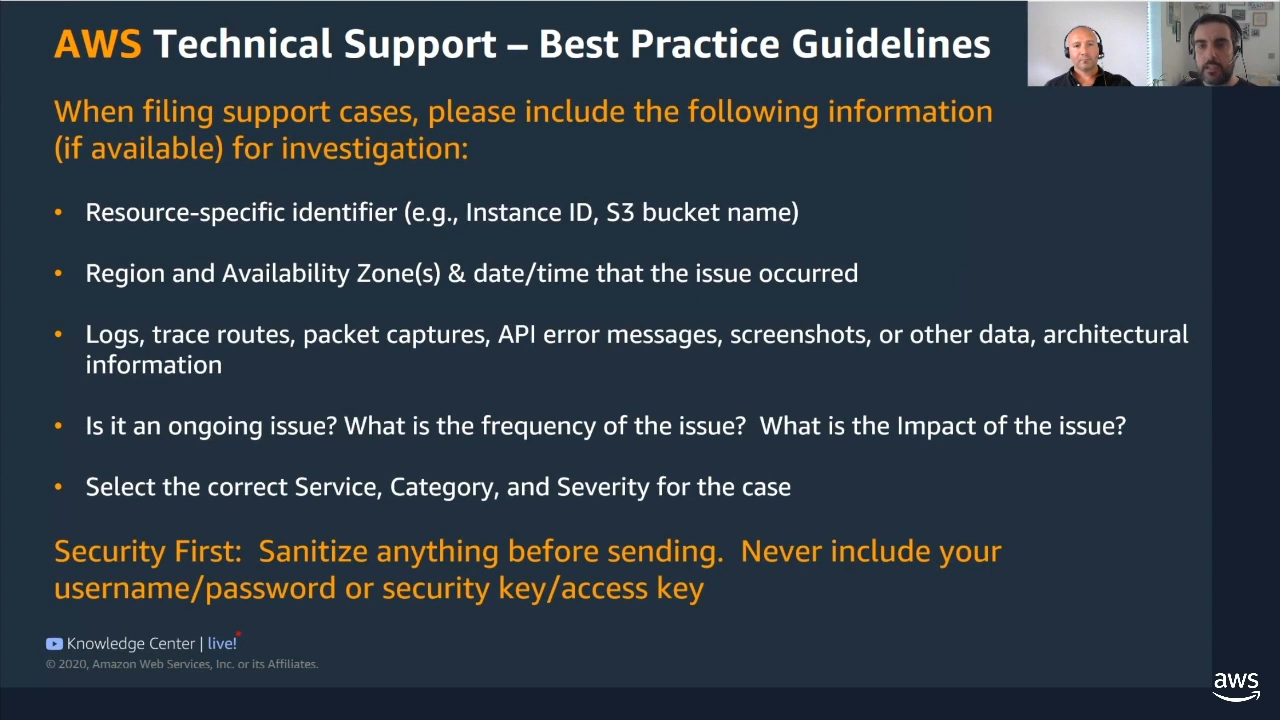 AWS Technical Support – Best Practice Guidelines
When filing support cases, please include the following information
(if available) for investigation:
• Resource-specific identifier (e.g., Instance ID, S3 bucket name)
• Region and Availability Zone(s) & date/time that the issue occurred
• Logs, trace routes, packet captures, API error messages, screenshots, or other data, architectural
information
• Is it an ongoing issue? What is the frequency of the issue?  What is the Impact of the issue?
• Select the correct Service, Category, and Severity for the case
Security First:  Sanitize anything before sending.  Never include your
username/password or security key/access key
Knowledge Center | live!*
© 2020, Amazon Web Services, Inc. or its Affiliates.
aws